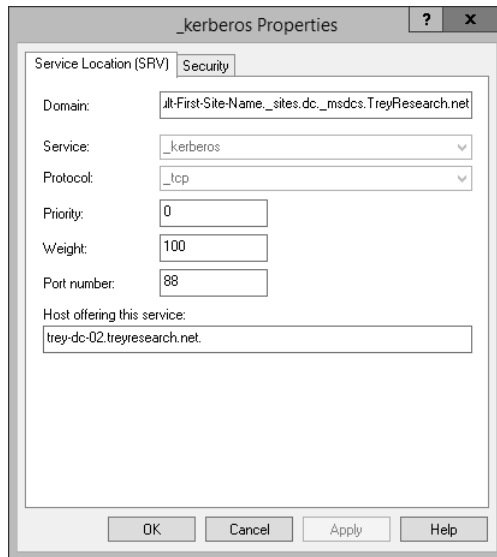 _kerberos Properties
? x
Service Location (SRV) Security
Domain: ult-First-Site-Name._sites.dc._msdcs.TreyResearch.net
Service: _kerberos
Protocol: _tcp
Priority: 0
Weight: 100
Port number: 88
Host offering this service:
trey-dc-02.treyresearch.net.
OK Cancel Apply Help